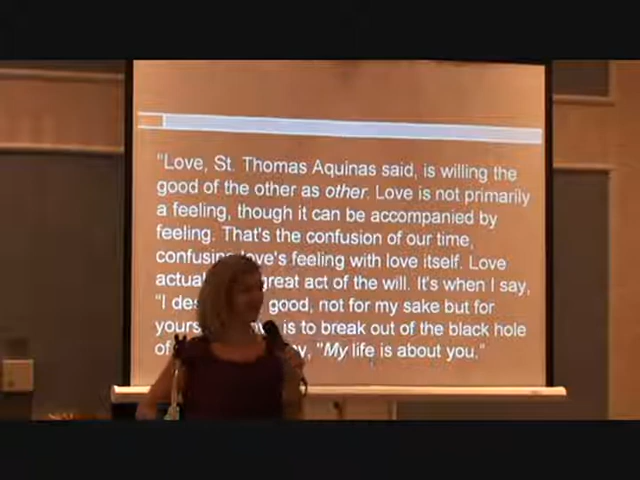 "Love, St. Thomas Aquinas said, is willing the
good of the other as other. Love is not primarily
a feeling, though it can be accompanied by
feeling. That's the confusion of our time,
confusing love's feeling with love itself. Love
great act of the will. It's when I say,
"I good, not for my sake but for
is to break out of the black hole
of "My life is about you."